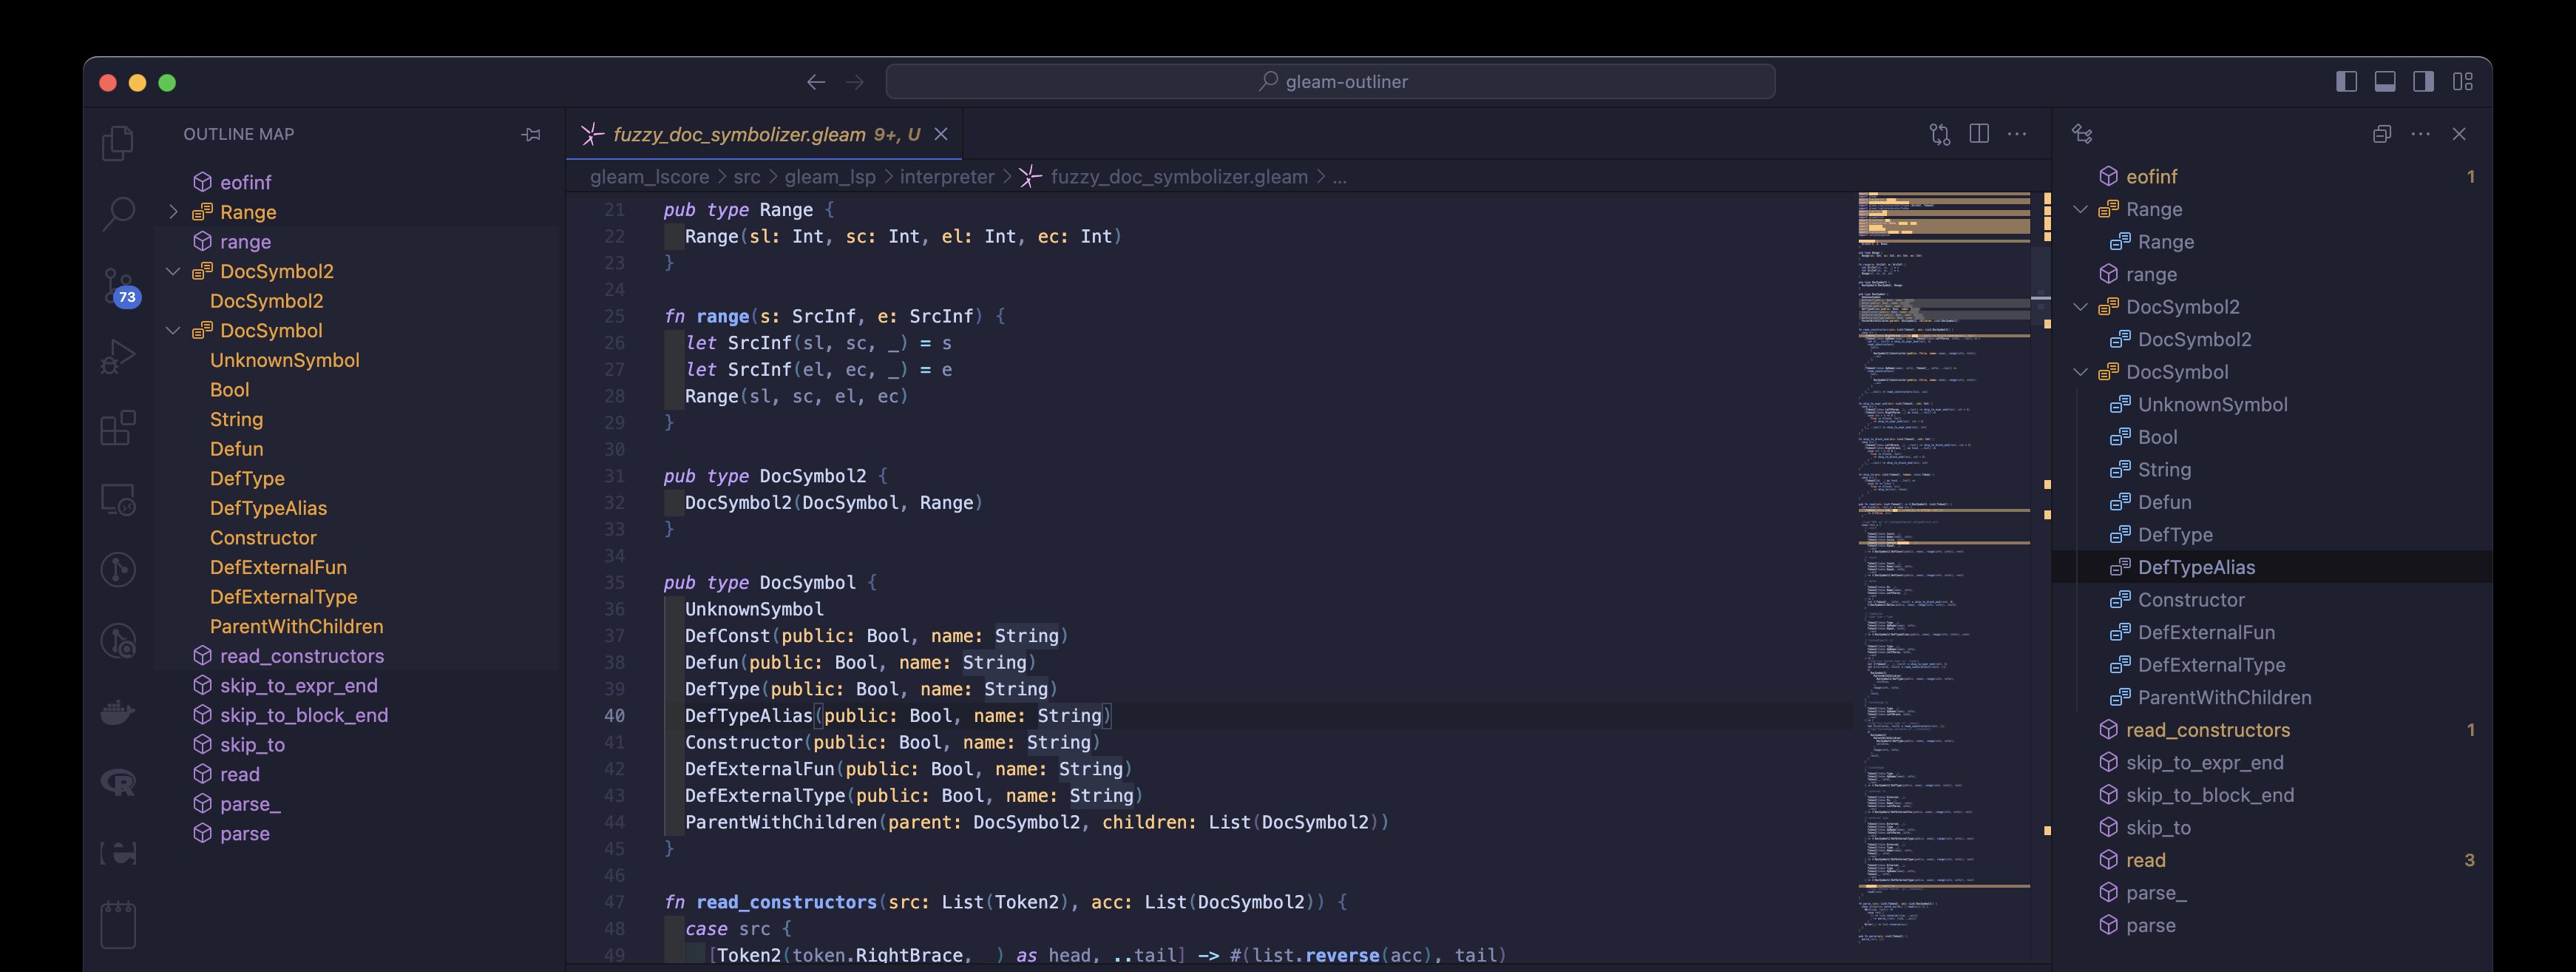 gleam-outliner
OUTLINE MAP
eofinf
Range
range
DocSymbol2
DocSymbol2
DocSymbol
UnknownSymbol
Bool
String
Defun
DefType
DefTypeAlias
Constructor
DefExternalFun
DefExternalType
ParentWithChildren
read_constructors
skip_to_expr_end
skip_to_block_end
skip_to
read
parse_
parse
73
fuzzy_doc_symbolizer.gleam 9+, U
gleam_lscore > src > gleam_lsp > interpreter > fuzzy_doc_symbolizer.gleam > ...
21 pub type Range {
22 Range(sl: Int, sc: Int, el: Int, ec: Int)
23 }
24
25 fn range(s: SrcInf, e: SrcInf) {
26 let SrcInf(sl, sc, _) = s
27 let SrcInf(el, ec, _) = e
28 Range(sl, sc, el, ec)
29 }
30
31 pub type DocSymbol2 {
32 DocSymbol2(DocSymbol, Range)
33 }
34
35 pub type DocSymbol {
36 UnknownSymbol
37 DefConst(public: Bool, name: String)
38 Defun(public: Bool, name: String)
39 DefType(public: Bool, name: String)
40 DefTypeAlias(public: Bool, name: String)
41 Constructor(public: Bool, name: String)
42 DefExternalFun(public: Bool, name: String)
43 DefExternalType(public: Bool, name: String)
44 ParentWithChildren(parent: DocSymbol2, children: List(DocSymbol2))
45 }
46
47 fn read_constructors(src: List(Token2), acc: List(DocSymbol2)) {
48 case src {
49 [Token2(token.RightBrace, ) as head, ..tail] -> #(list.reverse(acc), tail)
eofinf 1
Range
Range
range
DocSymbol2
DocSymbol2
DocSymbol
UnknownSymbol
Bool
String
Defun
DefType
DefTypeAlias
Constructor
DefExternalFun
DefExternalType
ParentWithChildren
read_constructors 1
skip_to_expr_end
skip_to_block_end
skip_to
read 3
parse_
parse